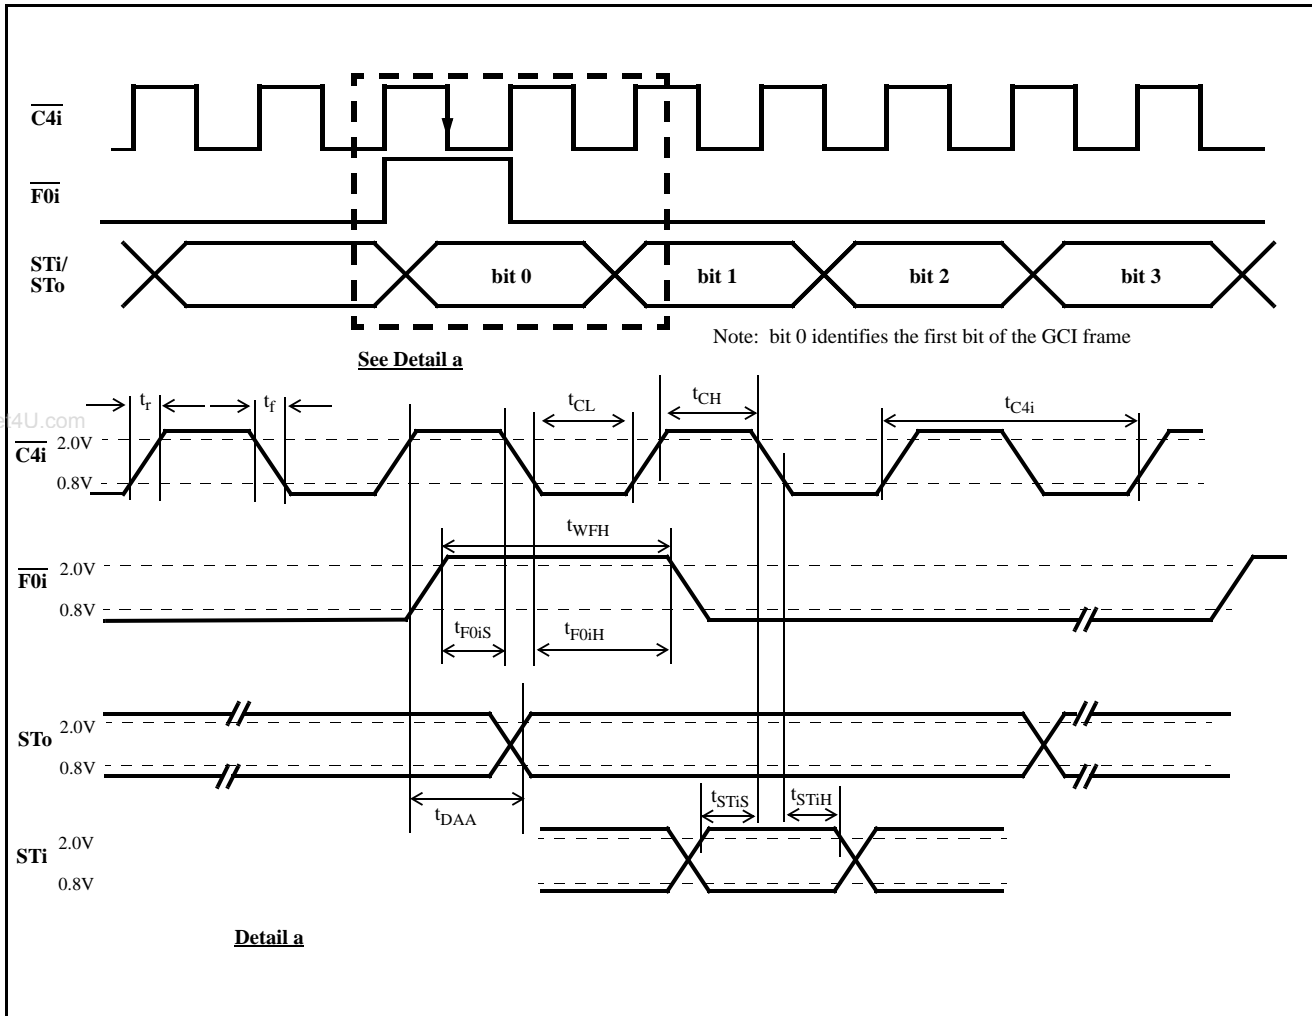 C4i
F0i
STi/
STo
bit 0 bit 1 bit 2 bit 3
Note: bit 0 identifies the first bit of the GCI frame
See Detail a
tr tf tCL tCH tC4i
et4U.com
C4i 2.0V
0.8V
tWFH
F0i 2.0V
0.8V
tF0iS tF0iH
STo 2.0V
0.8V
tDAA tSTiS tSTiH
STi 2.0V
0.8V
Detail a